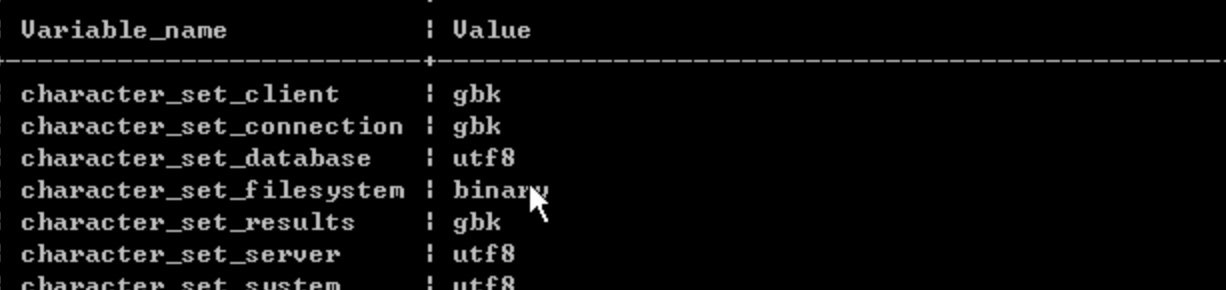 Variable_name | Value
character_set_client | gbk
character_set_connection | gbk
character_set_database | utf8
character_set_filesystem | binary
character_set_results | gbk
character_set_server | utf8
character_set_system | utf8